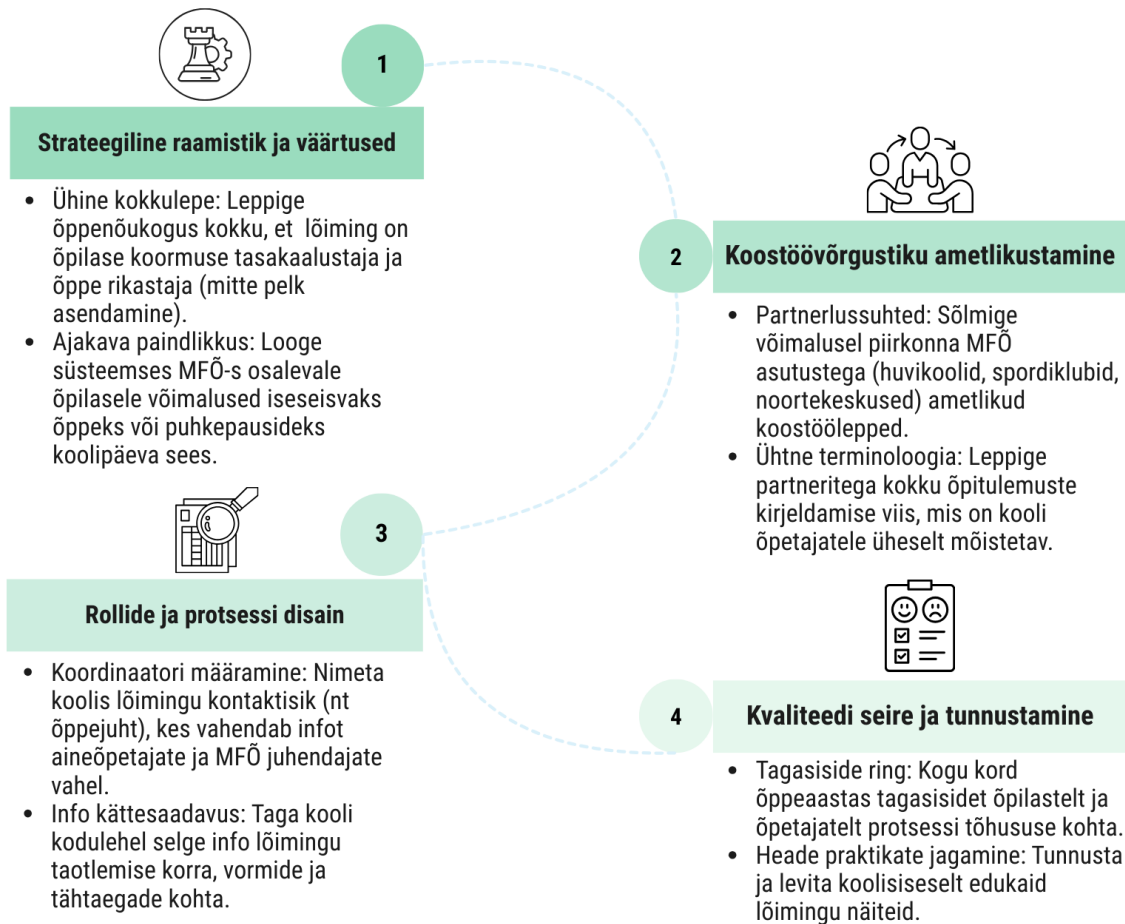 1
Strateegiline raamistik ja väärtused
• Ühine kokkulepe: Leppige
õppenõukogus kokku, et lõiming on
õpilase koormuse tasakaalustaja ja
õppe rikastaja (mitte pelk
asendamine).
• Ajakava paindlikkus: Looge
süsteemses MFÕ-s osalevale
õpilasele võimalused iseseisvaks
õppeks või puhkepausideks
koolipäeva sees.
2
Koostöövõrgustiku ametlikustamine
• Partnerlussuhted: Sõlmige
võimalusel piirkonna MFÕ
asutustega (huvikoolid, spordiklubid,
noortekeskused) ametlikud
koostöölepped.
• Ühtne terminoloogia: Leppige
partneritega kokku õpitulemuste
kirjeldamise viis, mis on kooli
õpetajatele üheselt mõistetav.
3
Rollide ja protsessi disain
• Koordinaatori määramine: Nimeta
koolis lõimingu kontaktisik (nt
õppejuht), kes vahendab infot
aineõpetajate ja MFÕ juhendajate
vahel.
• Info kättesaadavus: Taga kooli
kodulehel selge info lõimingu
taotlemise korra, vormide ja
tähtaegade kohta.
4
Kvaliteedi seire ja tunnustamine
• Tagasiside ring: Kogu kord
õppeaastas tagasisidet õpilastelt ja
õpetajatelt protsessi tõhususe kohta.
• Heade praktikate jagamine: Tunnusta
ja levita koolisiseselt edukaid
lõimingu näiteid.